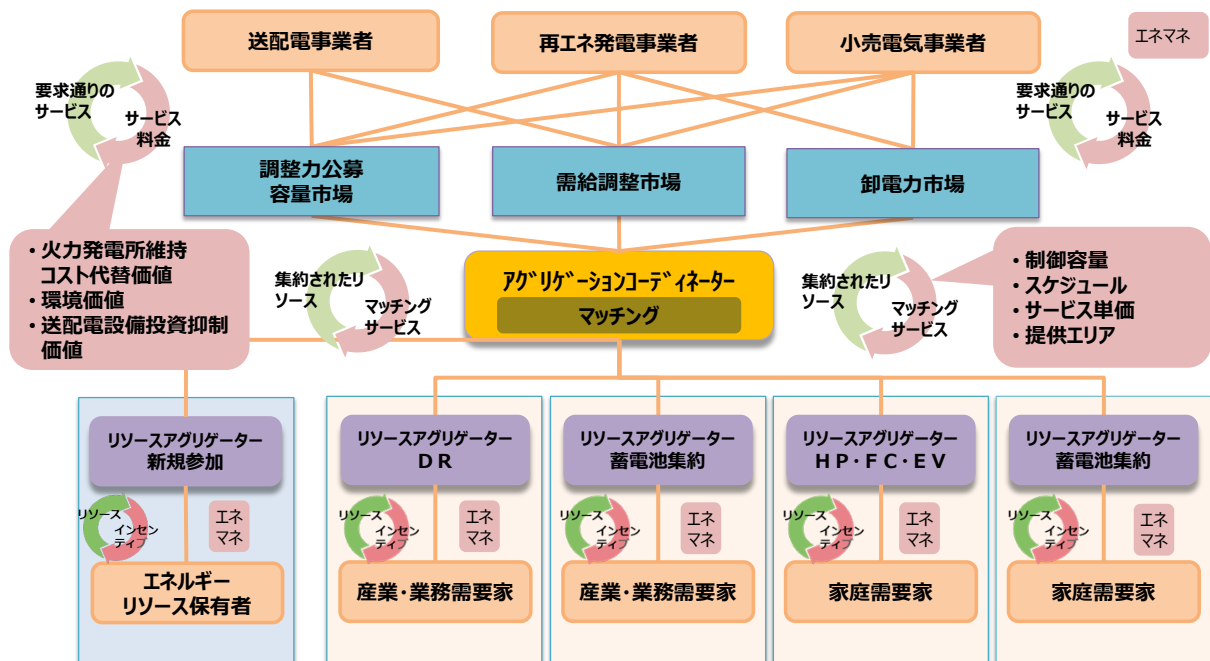 送配電事業者
再エネ発電事業者
小売電気事業者
エネマネ
要求通りの
サービス
サービス
料金
要求通りの
サービス
サービス
料金
調整力公募
容量市場
需給調整市場
卸電力市場
・火力発電所維持
コスト代替価値
・環境価値
・送配電設備投資抑制
価値
集約されたリ
ソース
マッチング
サービス
アグリゲーションコーディネーター
マッチング
集約されたリ
ソース
マッチング
サービス
・制御容量
・スケジュール
・サービス単価
・提供エリア
リソースアグリゲーター
新規参加
リソースアグリゲーター
DR
リソースアグリゲーター
蓄電池集約
リソースアグリゲーター
HP・FC・EV
リソースアグリゲーター
蓄電池集約
リソース
インセン
ティブ
エネ
マネ
リソース
インセン
ティブ
エネ
マネ
リソース
インセン
ティブ
エネ
マネ
リソース
インセン
ティブ
エネ
マネ
リソース
インセン
ティブ
エネ
マネ
エネルギー
リソース保有者
産業・業務需要家
産業・業務需要家
家庭需要家
家庭需要家